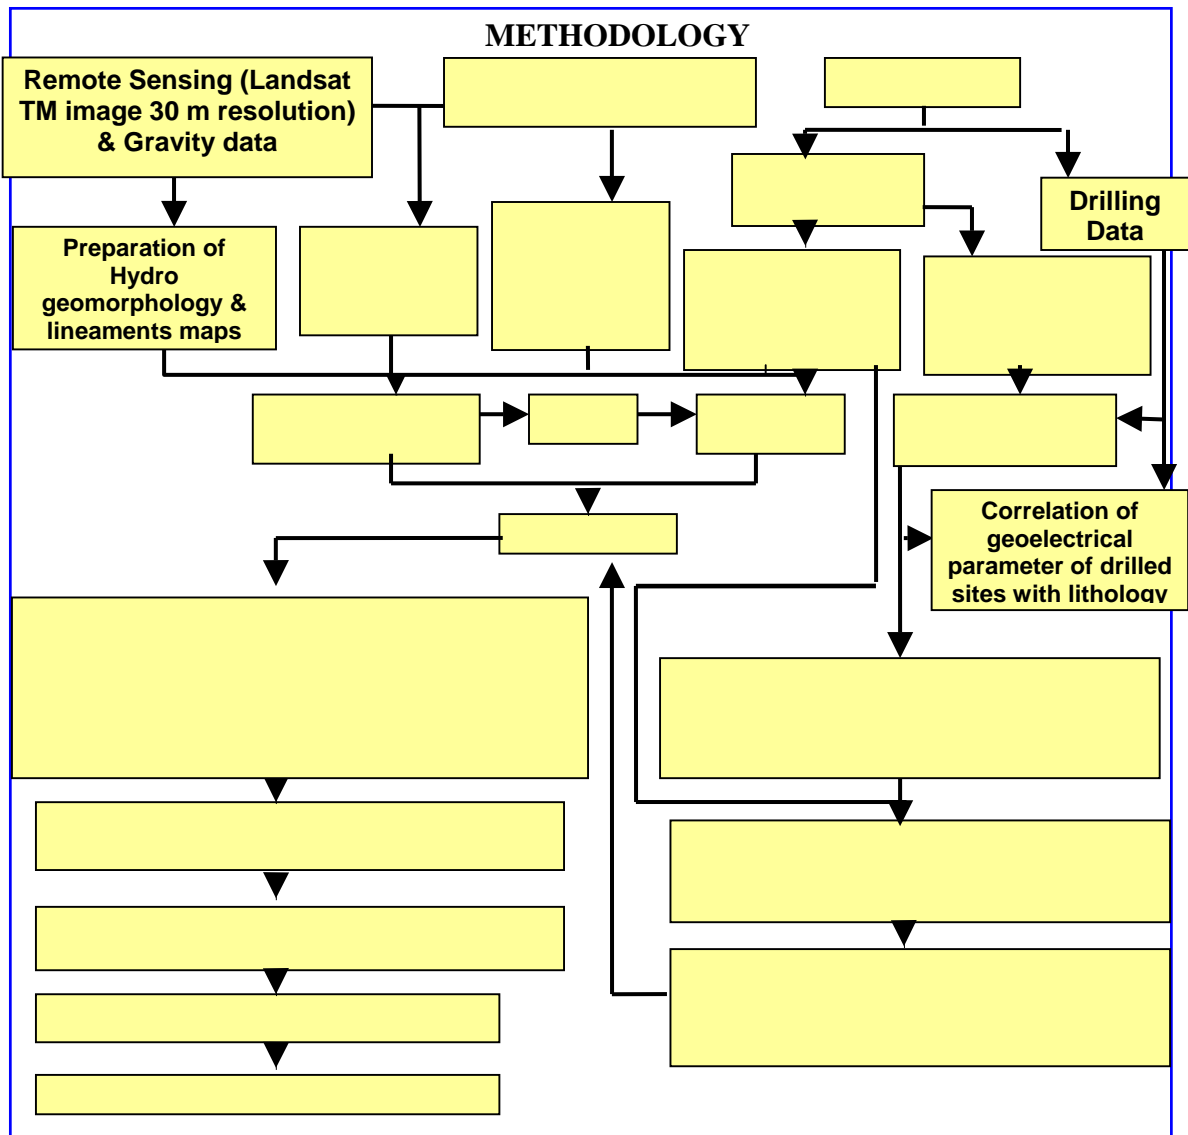 METHODOLOGY
Remote Sensing (Landsat
TM image 30 m resolution)
& Gravity data
Drilling
Data
Preparation of
Hydro
geomorphology &
lineaments maps
Correlation of
geoelectrical
parameter of drilled
sites with lithology